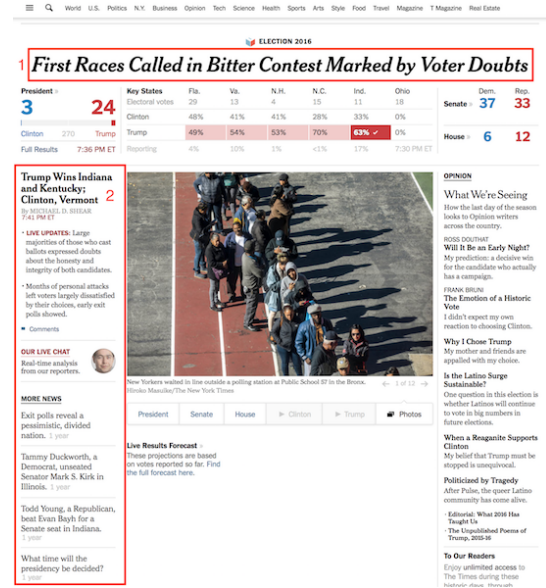 World U.S. Politics N.Y. Business Opinion Tech Science Health Sports Arts Style Food Travel Magazine T Magazine Real Estate
ELECTION 2016
1 First Races Called in Bitter Contest Marked by Voter Doubts
President »
3 24
Clinton 270 Trump
Full Results 7:36 PM ET
Key States Fla. Va. N.H. N.C. Ind. Ohio
Electoral votes 29 13 4 15 11 18
Clinton 48% 41% 41% 28% 33% 0%
Trump 49% 54% 53% 70% 63% ✓ 0%
Reporting 4% 10% 1% <1% 17% 7:30 PM ET
Dem. Rep.
Senate » 37 33
House » 6 12
2
Trump Wins Indiana
and Kentucky;
Clinton, Vermont
By MICHAEL D. SHEAR
7:41 PM ET
• LIVE UPDATES: Large
majorities of those who cast
ballots expressed doubts
about the honesty and
integrity of both candidates.
• Months of personal attacks
left voters largely dissatisfied
by their choices, early exit
polls showed.
Comments
OUR LIVE CHAT
Real-time analysis
from our reporters.
MORE NEWS
Exit polls reveal a
pessimistic, divided
nation. 1 year
Tammy Duckworth, a
Democrat, unseated
Senator Mark S. Kirk in
Illinois. 1 year
Todd Young, a Republican,
beat Evan Bayh for a
Senate seat in Indiana.
1 year
What time will the
presidency be decided?
1 year
New Yorkers waited in line outside a polling station at Public School 57 in the Bronx.
Hiroko Masuike/The New York Times
← 1 of 12 →
President Senate House ▶ Clinton ▶ Trump Photos
Live Results Forecast »
These projections are based
on votes reported so far. Find
the full forecast here.
OPINION
What We're Seeing
How the last day of the season
looks to Opinion writers
across the country.
ROSS DOUTHAT
Will It Be an Early Night?
My prediction: a decisive win
for the candidate who actually
has a campaign.
FRANK BRUNI
The Emotion of a Historic
Vote
I didn't expect my own
reaction to choosing Clinton.
Why I Chose Trump
My mother and friends are
appalled with my choice.
Is the Latino Surge
Sustainable?
One question in this election is
whether Latinos will continue
to vote in big numbers in
future elections.
When a Reaganite Supports
Clinton
My belief that Trump must be
stopped is unequivocal.
Politicized by Tragedy
After Pulse, the queer Latino
community has come alive.
• Editorial: What 2016 Has
Taught Us
• The Unpublished Poems of
Trump, 2015-16
To Our Readers
Enjoy unlimited access to
The Times during these
historic days, through